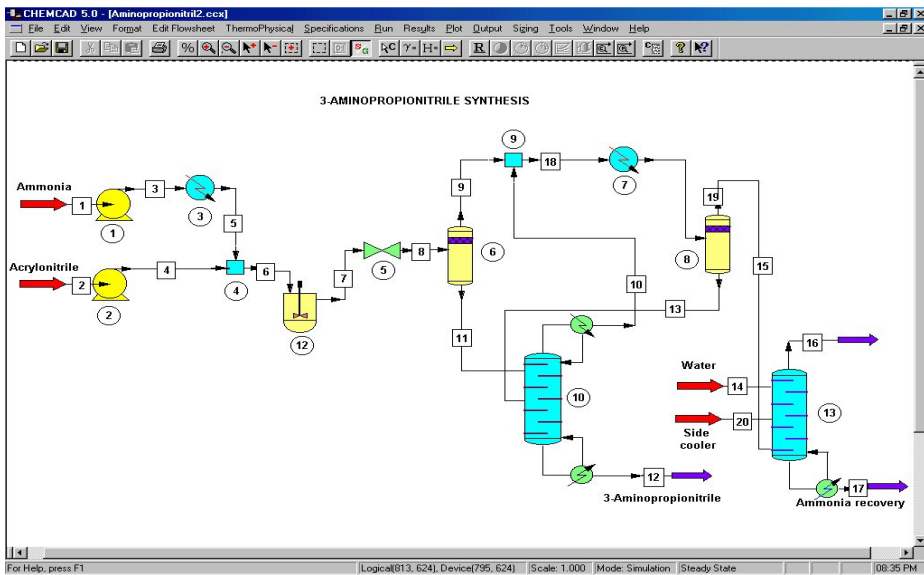 CHEMCAD 5.0 - [Aminopropionitril2.ccx]
File Edit View Format Edit Flowsheet ThermoPhysical Specifications Run Results Plot Output Sizing Tools Window Help
3-AMINOPROPIONITRILE SYNTHESIS
9
18
7
9
19
Ammonia
1
3
3
1
5
6
8
Acrylonitrile
2
4
6
4
2
7
5
8
10
15
13
12
11
10
16
Water
14
13
20
Side
cooler
12
3-Aminopropionitrile
17
Ammonia recovery
For Help, press F1
Logical(813, 624), Device(795, 624)
Scale: 1.000
Mode: Simulation
Steady State
08:35 PM